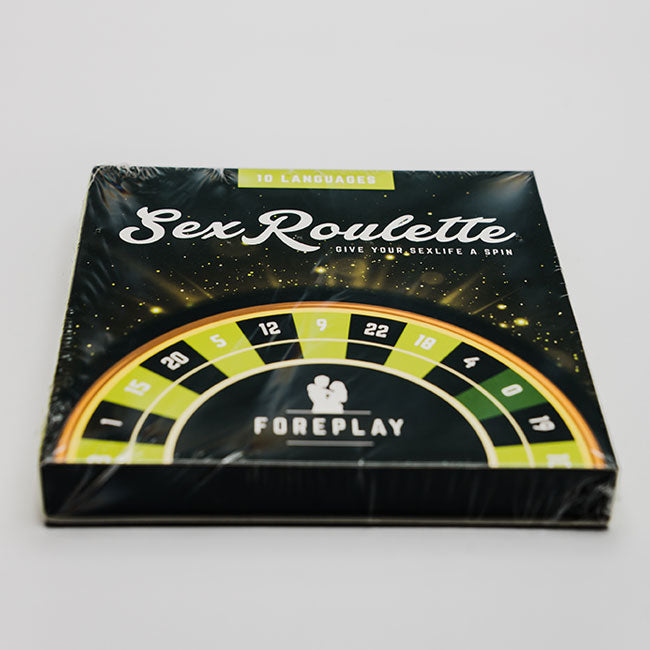 10 LANGUAGES
Sex Roulette
GIVE YOUR SEXLIFE A SPIN
1 15 20 5 12 9 22 18 4 0 19
FOREPLAY